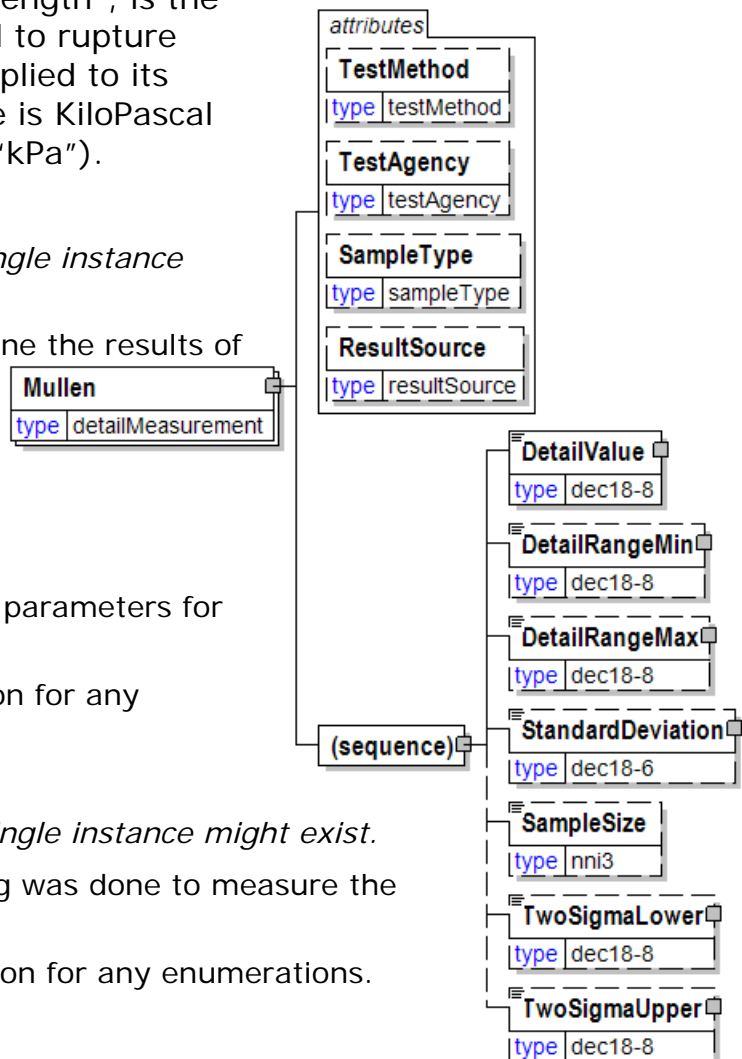 ength", is the
to rupture
plied to its
e is KiloPascal
"kPa").
ngle instance
ne the results of
parameters for
on for any
ingle instance might exist.
g was done to measure the
on for any enumerations.
Mullen
type detailMeasurement
attributes
TestMethod
type testMethod
TestAgency
type testAgency
SampleType
type sampleType
ResultSource
type resultSource
(sequence)
DetailValue
type dec18-8
DetailRangeMin
type dec18-8
DetailRangeMax
type dec18-8
StandardDeviation
type dec18-6
SampleSize
type nni3
TwoSigmaLower
type dec18-8
TwoSigmaUpper
type dec18-8